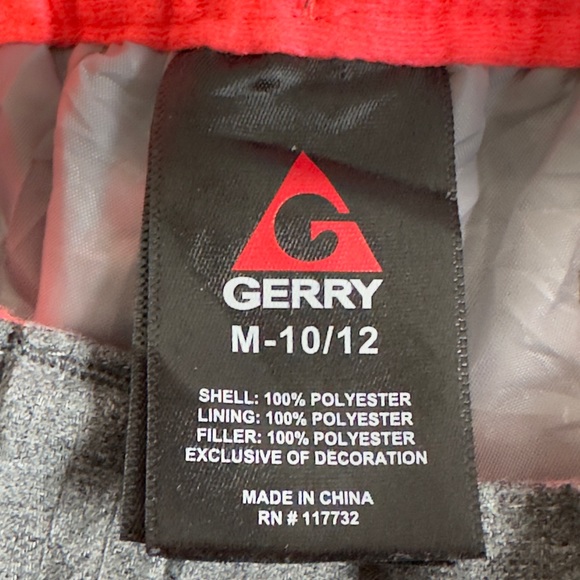 G
GERRY
M-10/12
SHELL: 100% POLYESTER
LINING: 100% POLYESTER
FILLER: 100% POLYESTER
EXCLUSIVE OF DECORATION
MADE IN CHINA
RN # 117732